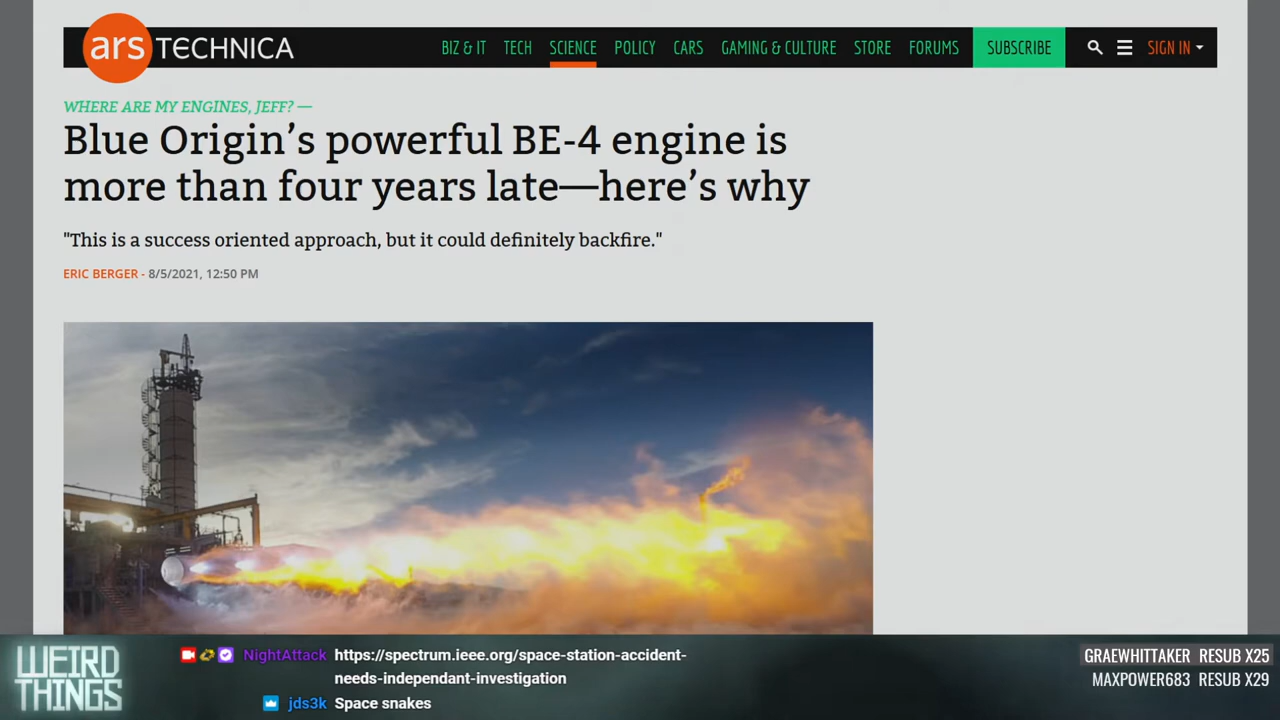 ars TECHNICA
BIZ & IT TECH SCIENCE POLICY CARS GAMING & CULTURE STORE FORUMS SUBSCRIBE SIGN IN
WHERE ARE MY ENGINES, JEFF? —
Blue Origin’s powerful BE-4 engine is
more than four years late—here’s why
"This is a success oriented approach, but it could definitely backfire."
ERIC BERGER - 8/5/2021, 12:50 PM
WEIRD
THINGS
NightAttack https://spectrum.ieee.org/space-station-accident-
needs-independant-investigation
jds3k Space snakes
GRAEWHITTAKER RESUB X25
MAXPOWER683 RESUB X29